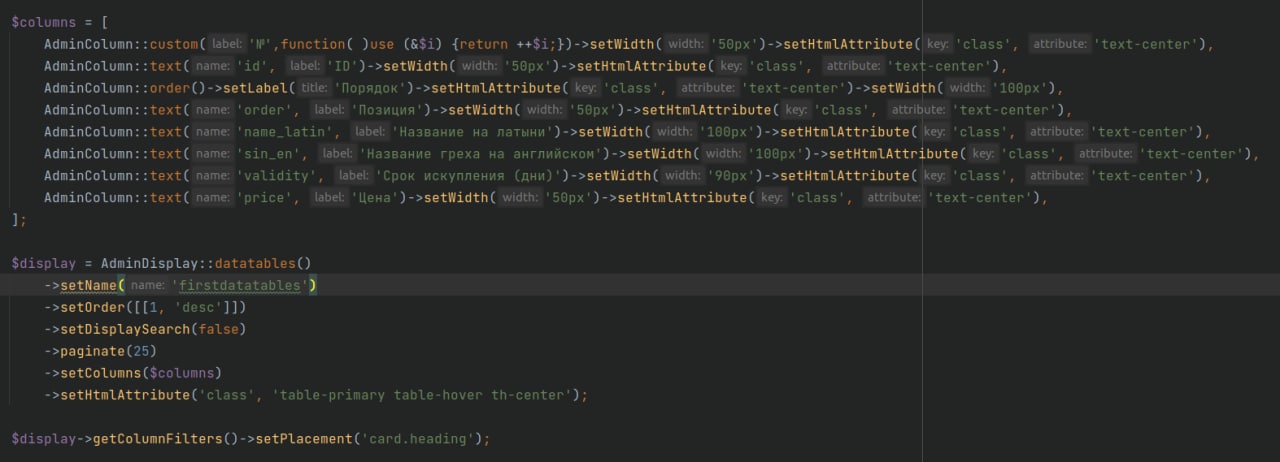 $columns = [
    AdminColumn::custom( label: '№',function( )use (&$i) {return ++$i;})->setWidth( width: '50px')->setHtmlAttribute( key: 'class', attribute: 'text-center'),
    AdminColumn::text( name: 'id', label: 'ID')->setWidth( width: '50px')->setHtmlAttribute( key: 'class', attribute: 'text-center'),
    AdminColumn::order()->setLabel( title: 'Порядок')->setHtmlAttribute( key: 'class', attribute: 'text-center')->setWidth( width: '100px'),
    AdminColumn::text( name: 'order', label: 'Позиция')->setWidth( width: '50px')->setHtmlAttribute( key: 'class', attribute: 'text-center'),
    AdminColumn::text( name: 'name_latin', label: 'Название на латыни')->setWidth( width: '100px')->setHtmlAttribute( key: 'class', attribute: 'text-center'),
    AdminColumn::text( name: 'sin_en', label: 'Название греха на английском')->setWidth( width: '100px')->setHtmlAttribute( key: 'class', attribute: 'text-center'),
    AdminColumn::text( name: 'validity', label: 'Срок искупления (дни)')->setWidth( width: '90px')->setHtmlAttribute( key: 'class', attribute: 'text-center'),
    AdminColumn::text( name: 'price', label: 'Цена')->setWidth( width: '50px')->setHtmlAttribute( key: 'class', attribute: 'text-center'),
];
$display = AdminDisplay::datatables()
    ->setName( name: 'firstdatatables')
    ->setOrder([[1, 'desc']])
    ->setDisplaySearch(false)
    ->paginate(25)
    ->setColumns($columns)
    ->setHtmlAttribute('class', 'table-primary table-hover th-center');
$display->getColumnFilters()->setPlacement('card.heading');